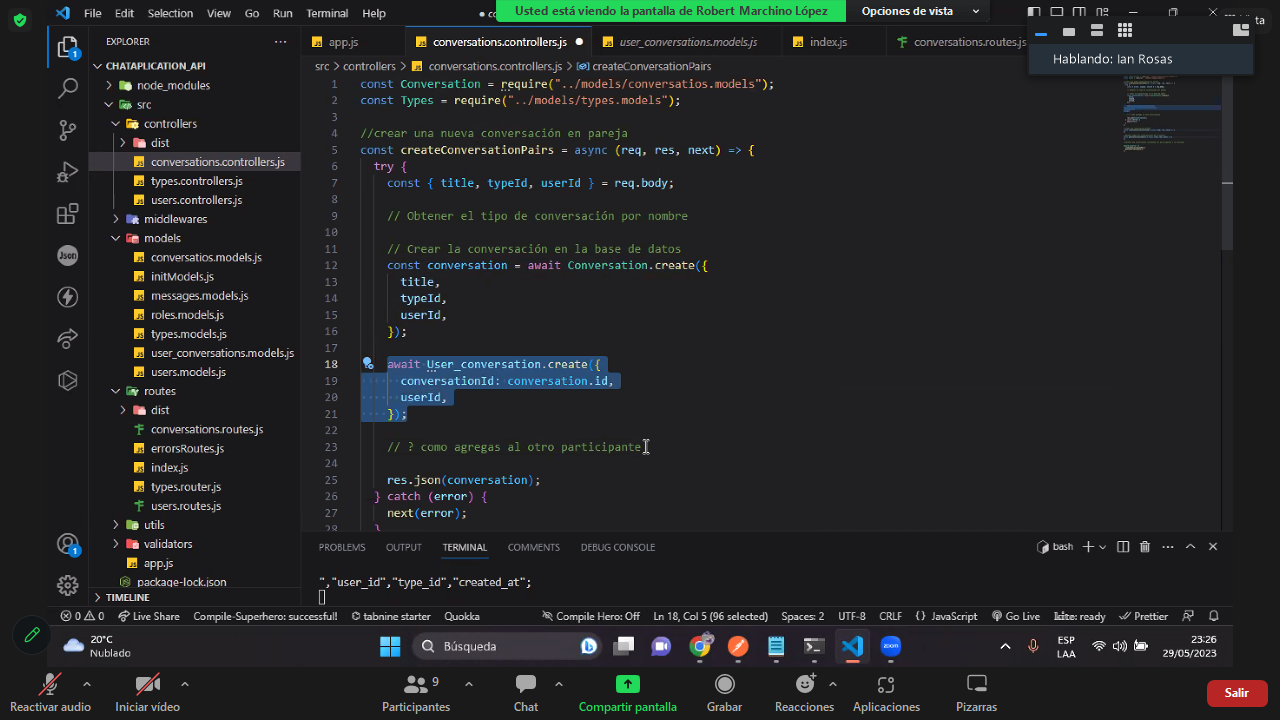 File Edit Selection View Go Run Terminal Help
Usted está viendo la pantalla de Robert Marchino López
Opciones de vista
Hablando: Ian Rosas
EXPLORER
app.js
conversations.controllers.js
user_conversations.models.js
index.js
conversations.routes.js
src > controllers > conversations.controllers.js > createConversationPairs
CHATAPLICATION_API
node_modules
src
controllers
dist
conversations.controllers.js
types.controllers.js
users.controllers.js
middlewares
models
conversatios.models.js
initModels.js
messages.models.js
roles.models.js
types.models.js
user_conversations.models.js
users.models.js
routes
dist
conversations.routes.js
errorsRoutes.js
index.js
types.router.js
users.routes.js
utils
validators
app.js
package-lock.json
TIMELINE
1 const Conversation = require("../models/conversatios.models");
2 const Types = require("../models/types.models");
3
4 //crear una nueva conversación en pareja
5 const createConversationPairs = async (req, res, next) => {
6 try {
7 const { title, typeId, userId } = req.body;
8
9 // Obtener el tipo de conversación por nombre
10
11 // Crear la conversación en la base de datos
12 const conversation = await Conversation.create({
13 title,
14 typeId,
15 userId,
16 });
17
18 await User_conversation.create({
19 conversationId: conversation.id,
20 userId,
21 });
22
23 // ? como agregas al otro participante
24
25 res.json(conversation);
26 } catch (error) {
27 next(error);
28 }
PROBLEMS OUTPUT TERMINAL COMMENTS DEBUG CONSOLE
bash
","user_id","type_id","created_at";
0 0 Live Share Compile-Superhero: successful! tabnine starter Quokka Compile Hero: Off Ln 18, Col 5 (96 selected) Spaces: 2 UTF-8 CRLF JavaScript Go Live Prettier
20°C
Nublado
Búsqueda
ESP
LAA
23:26
29/05/2023
Reactivar audio
Iniciar vídeo
9
Participantes
Chat
Compartir pantalla
Grabar
Reacciones
Aplicaciones
Pizarras
Salir